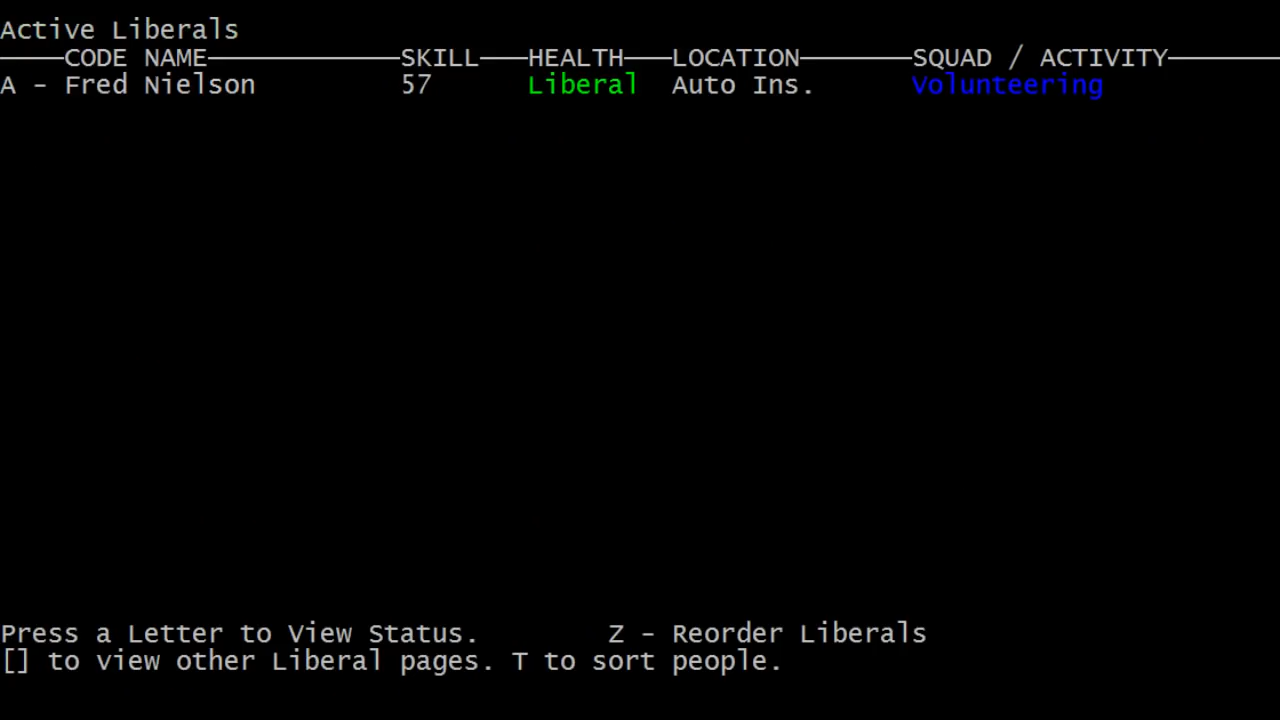 Active Liberals
CODE NAME SKILL HEALTH LOCATION SQUAD / ACTIVITY
A - Fred Nielson 57 Liberal Auto Ins. Volunteering
Press a Letter to View Status. Z - Reorder Liberals
[] to view other Liberal pages. T to sort people.